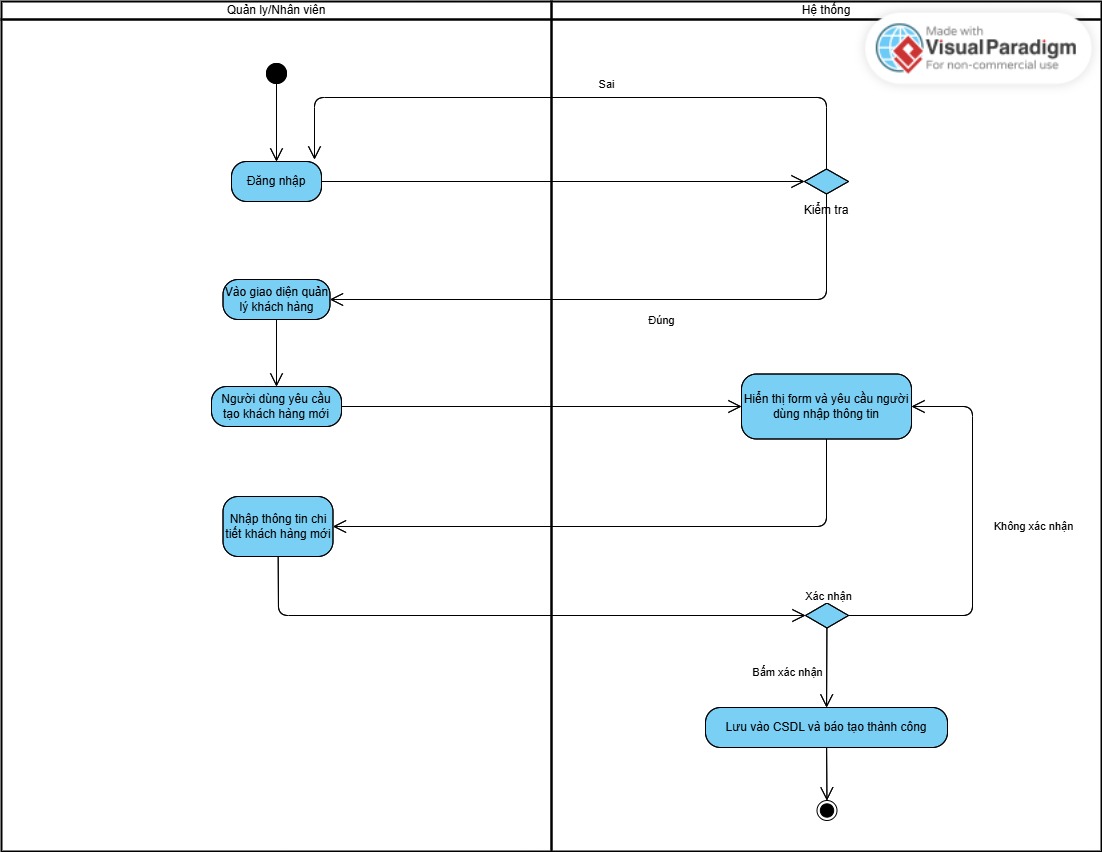 Quản ly/Nhân viên
Hệ thống
Made with
Visual Paradigm
For non-commercial use
Sai
Đăng nhập
Kiểm tra
Vào giao diện quản
lý khách hàng
Đúng
Người dùng yêu cầu
tạo khách hàng mới
Hiển thị form và yêu cầu người
dùng nhập thông tin
Nhập thông tin chi
tiết khách hàng mới
Không xác nhận
Xác nhận
Bấm xác nhận
Lưu vào CSDL và báo tạo thành công